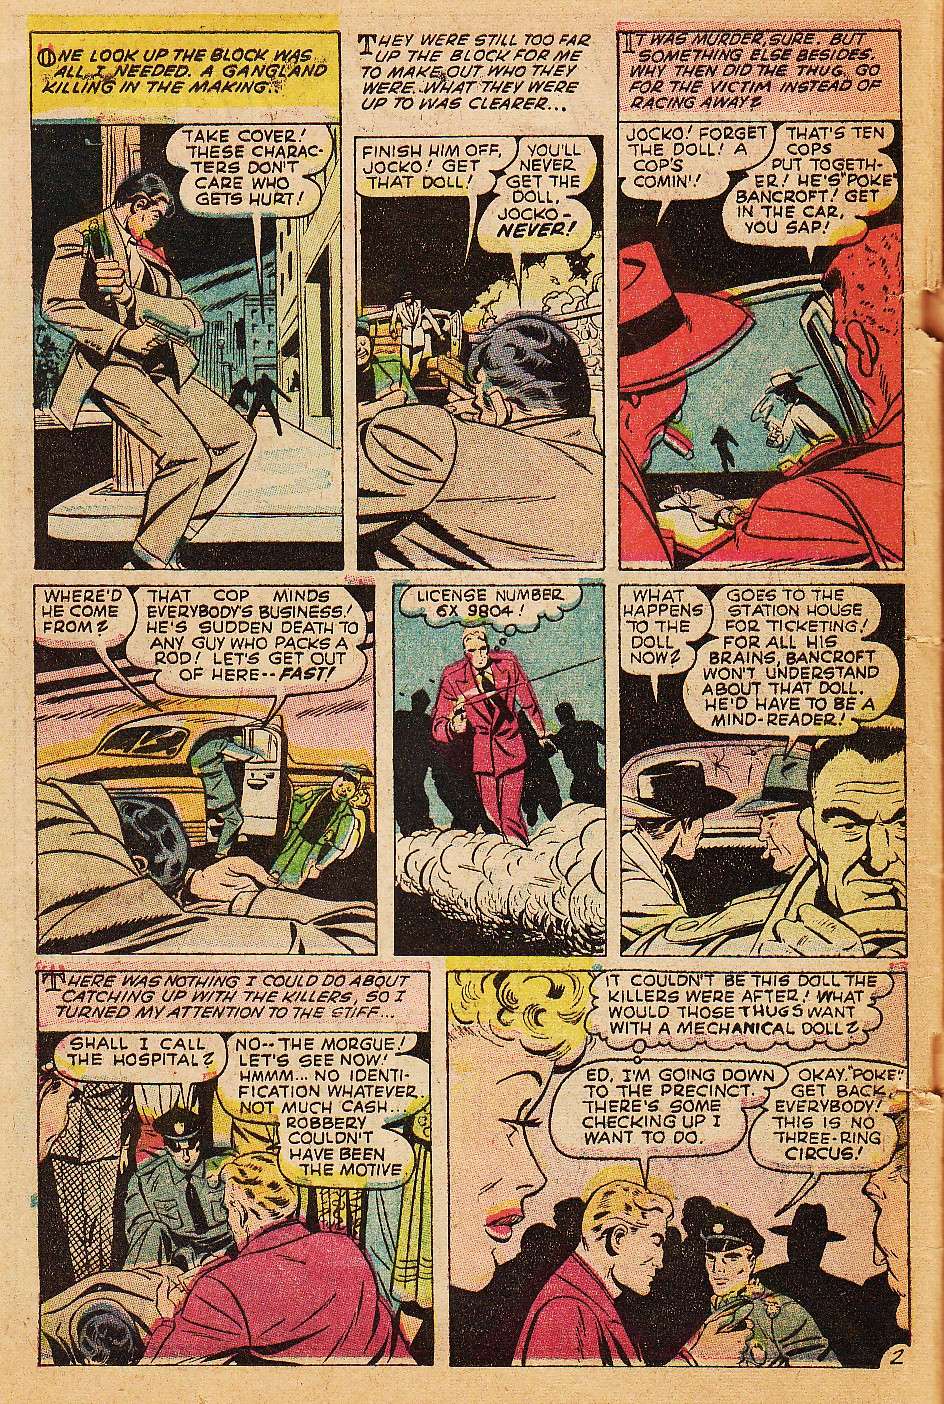 ONE LOOK UP THE BLOCK WAS
ALL I NEEDED. A GANGLAND
KILLING IN THE MAKING..
TAKE COVER!
THESE CHARAC-
TERS DON'T
CARE WHO
GETS HURT!
THEY WERE STILL TOO FAR
UP THE BLOCK FOR ME
TO MAKE OUT WHO THEY
WERE..WHAT THEY WERE
UP TO WAS CLEARER...
FINISH HIM OFF,
JOCKO! GET
THAT DOLL!
YOU'LL
NEVER
GET THE
DOLL,
JOCKO-
NEVER!
IT WAS MURDER, SURE, BUT
SOMETHING ELSE BESIDES.
WHY THEN DID THE THUG GO
FOR THE VICTIM INSTEAD OF
RACING AWAY?
JOCKO! FORGET
THE DOLL! A
COP'S
COMIN'!
THAT'S TEN
COPS
PUT TOGETH-
ER! HE'S "POKE"
BANCROFT! GET
IN THE CAR,
YOU SAP!
WHERE'D
HE COME
FROM?
THAT COP MINDS
EVERYBODY'S BUSINESS!
HE'S SUDDEN DEATH TO
ANY GUY WHO PACKS A
ROD! LET'S GET OUT
OF HERE--FAST!
LICENSE NUMBER
6X 9804!
WHAT
HAPPENS
TO THE
DOLL
NOW?
GOES TO THE
STATION HOUSE
FOR TICKETING!
FOR ALL HIS
BRAINS, BANCROFT
WON'T UNDERSTAND
ABOUT THAT DOLL.
HE'D HAVE TO BE A
MIND-READER!
THERE WAS NOTHING I COULD DO ABOUT
CATCHING UP WITH THE KILLERS, SO I
TURNED MY ATTENTION TO THE STIFF...
SHALL I CALL
THE HOSPITAL?
NO-- THE MORGUE!
LET'S SEE NOW!
HMMM... NO IDENTI-
FICATION WHATEVER.
NOT MUCH CASH...
ROBBERY
COULDN'T
HAVE BEEN
THE MOTIVE
IT COULDN'T BE THIS DOLL THE
KILLERS WERE AFTER! WHAT
WOULD THOSE THUGS WANT
WITH A MECHANICAL DOLL?
ED, I'M GOING DOWN
TO THE PRECINCT.
THERE'S SOME
CHECKING UP I
WANT TO DO.
OKAY, "POKE",
GET BACK,
EVERYBODY!
THIS IS NO
THREE-RING
CIRCUS!
2